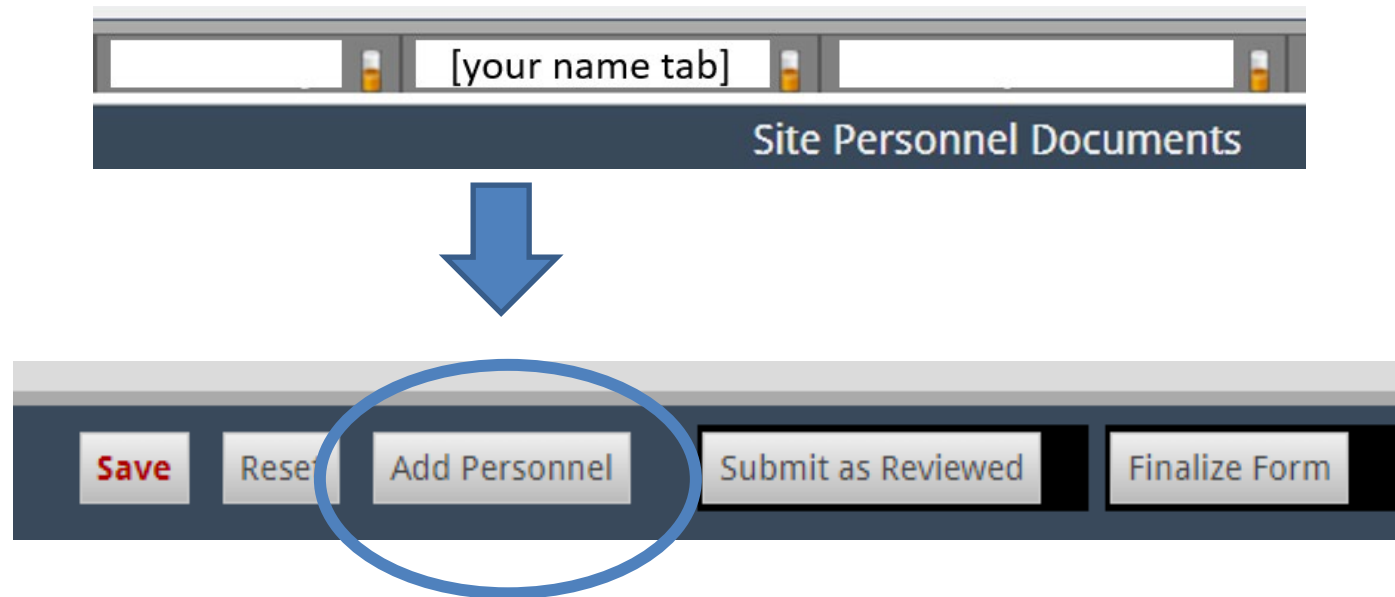 [your name tab]
Site Personnel Documents
Save Reset Add Personnel Submit as Reviewed Finalize Form